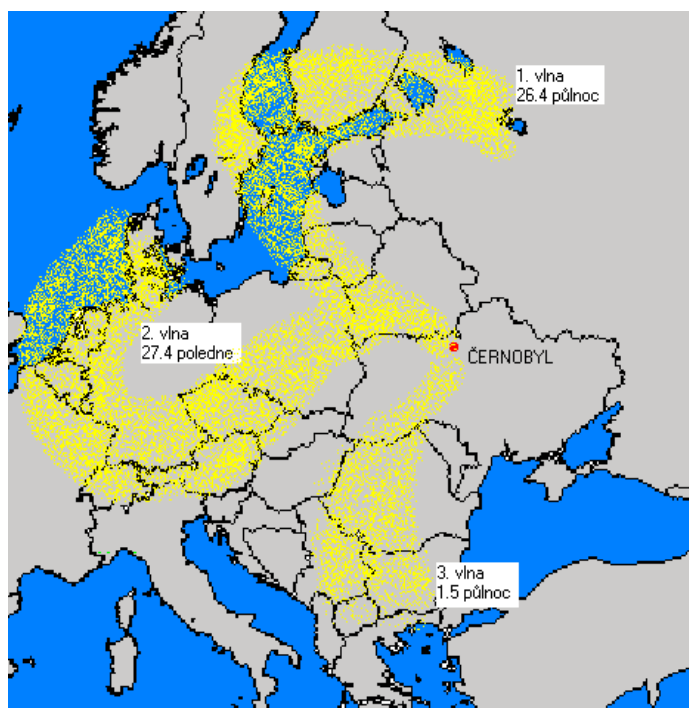 1. vlna
26.4 půlnoc
2. vlna
27.4 poledne
ČERNOBYL
3. vlna
1.5 půlnoc